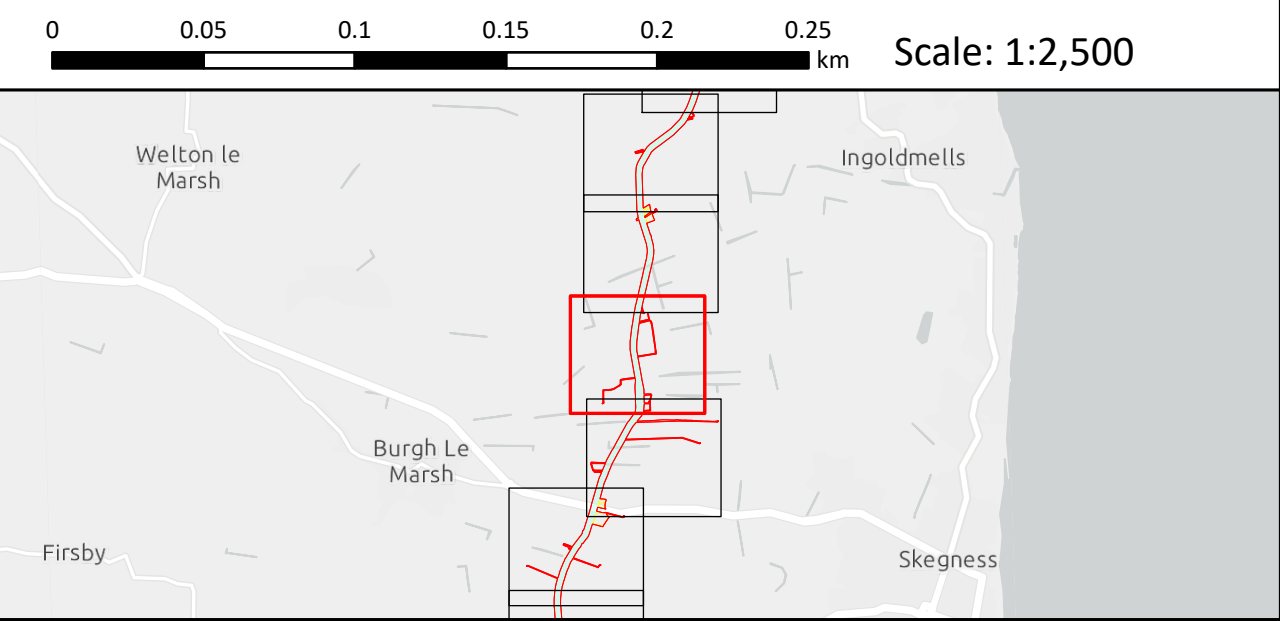 0 0.05 0.1 0.15 0.2 0.25
km
Scale: 1:2,500
Welton le
Marsh
Ingoldmells
Burgh Le
Marsh
Firsby
Skegness